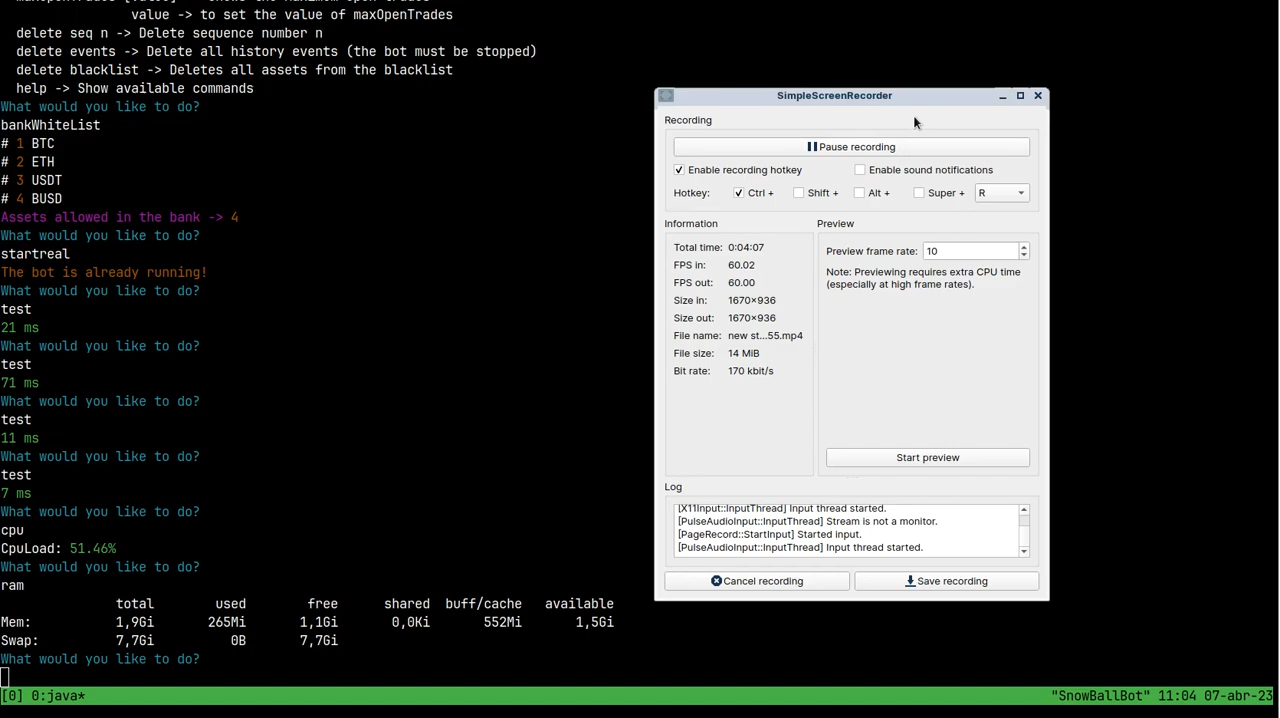 value -> to set the value of maxOpenTrades
delete seq n -> Delete sequence number n
delete events -> Delete all history events (the bot must be stopped)
delete blacklist -> Deletes all assets from the blacklist
help -> Show available commands
What would you like to do?
bankWhiteList
# 1 BTC
# 2 ETH
# 3 USDT
# 4 BUSD
Assets allowed in the bank -> 4
What would you like to do?
startreal
The bot is already running!
What would you like to do?
test
21 ms
What would you like to do?
test
71 ms
What would you like to do?
test
11 ms
What would you like to do?
test
7 ms
What would you like to do?
cpu
CpuLoad: 51.46%
What would you like to do?
ram
total used free shared buff/cache available
Mem: 1,9Gi 265Mi 1,1Gi 0,0Ki 552Mi 1,5Gi
Swap: 7,7Gi 0B 7,7Gi
What would you like to do?
[0] 0:java* "SnowBallBot" 11:04 07-abr-23
SimpleScreenRecorder
Recording
Pause recording
Enable recording hotkey Enable sound notifications
Hotkey: Ctrl + Shift + Alt + Super + R
Information
Total time: 0:04:07
FPS in: 60.02
FPS out: 60.00
Size in: 1670×936
Size out: 1670×936
File name: new st...55.mp4
File size: 14 MiB
Bit rate: 170 kbit/s
Preview
Preview frame rate: 10
Note: Previewing requires extra CPU time
(especially at high frame rates).
Start preview
Log
[X11Input::InputThread] Input thread started.
[PulseAudioInput::InputThread] Stream is not a monitor.
[PageRecord::StartInput] Started input.
[PulseAudioInput::InputThread] Input thread started.
Cancel recording Save recording